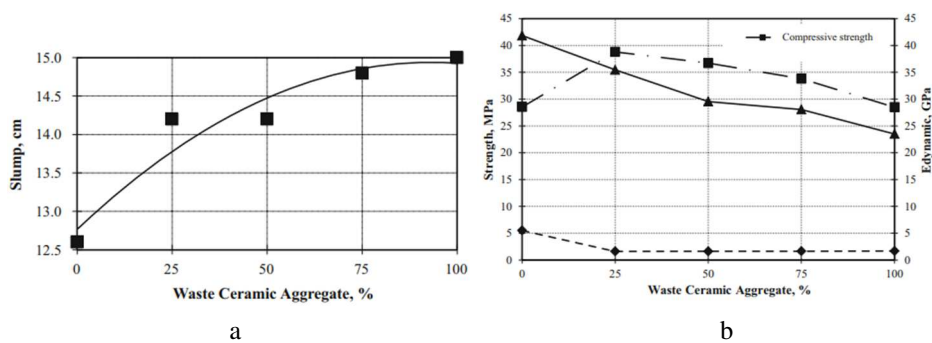 15.0
14.5
14.0
13.5
13.0
12.5
Slump, cm
0 25 50 75 100
Waste Ceramic Aggregate, %
a
45
40
35
30
25
20
15
10
5
0
Strength, MPa
Compressive strength
45
40
35
30
25
20
15
10
5
0
Edynamic, GPa
0 25 50 75 100
Waste Ceramic Aggregate, %
b